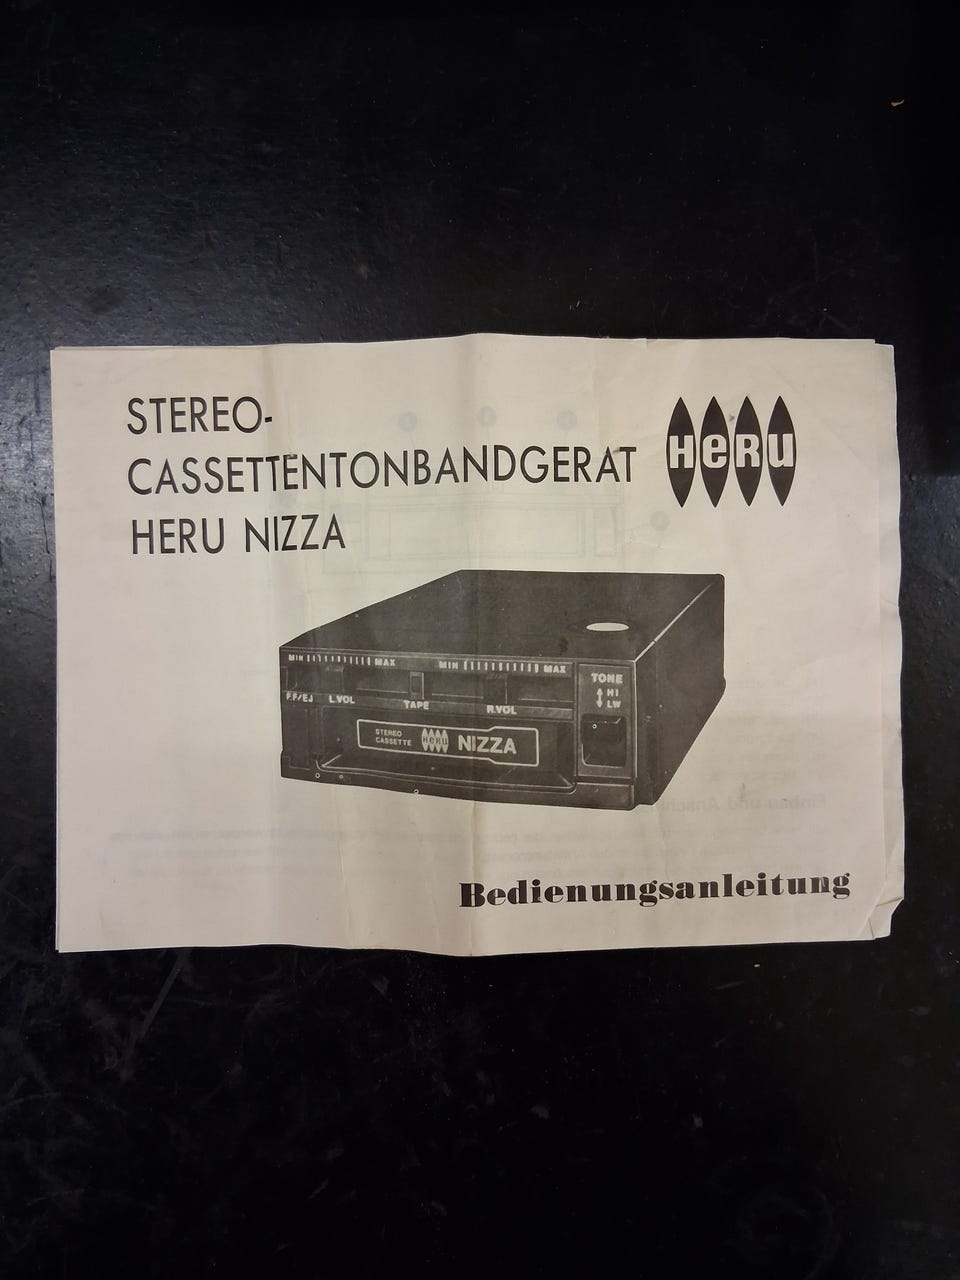 STEREO-
CASSETTENTONBANDGERAT
HERU NIZZA
HeRU
MIN MAX MIN MAX
F.F/EJ L.VOL TAPE R.VOL
TONE
HI
LW
STEREO
CASSETTE
HeRU
NIZZA
Bedienungsanleitung